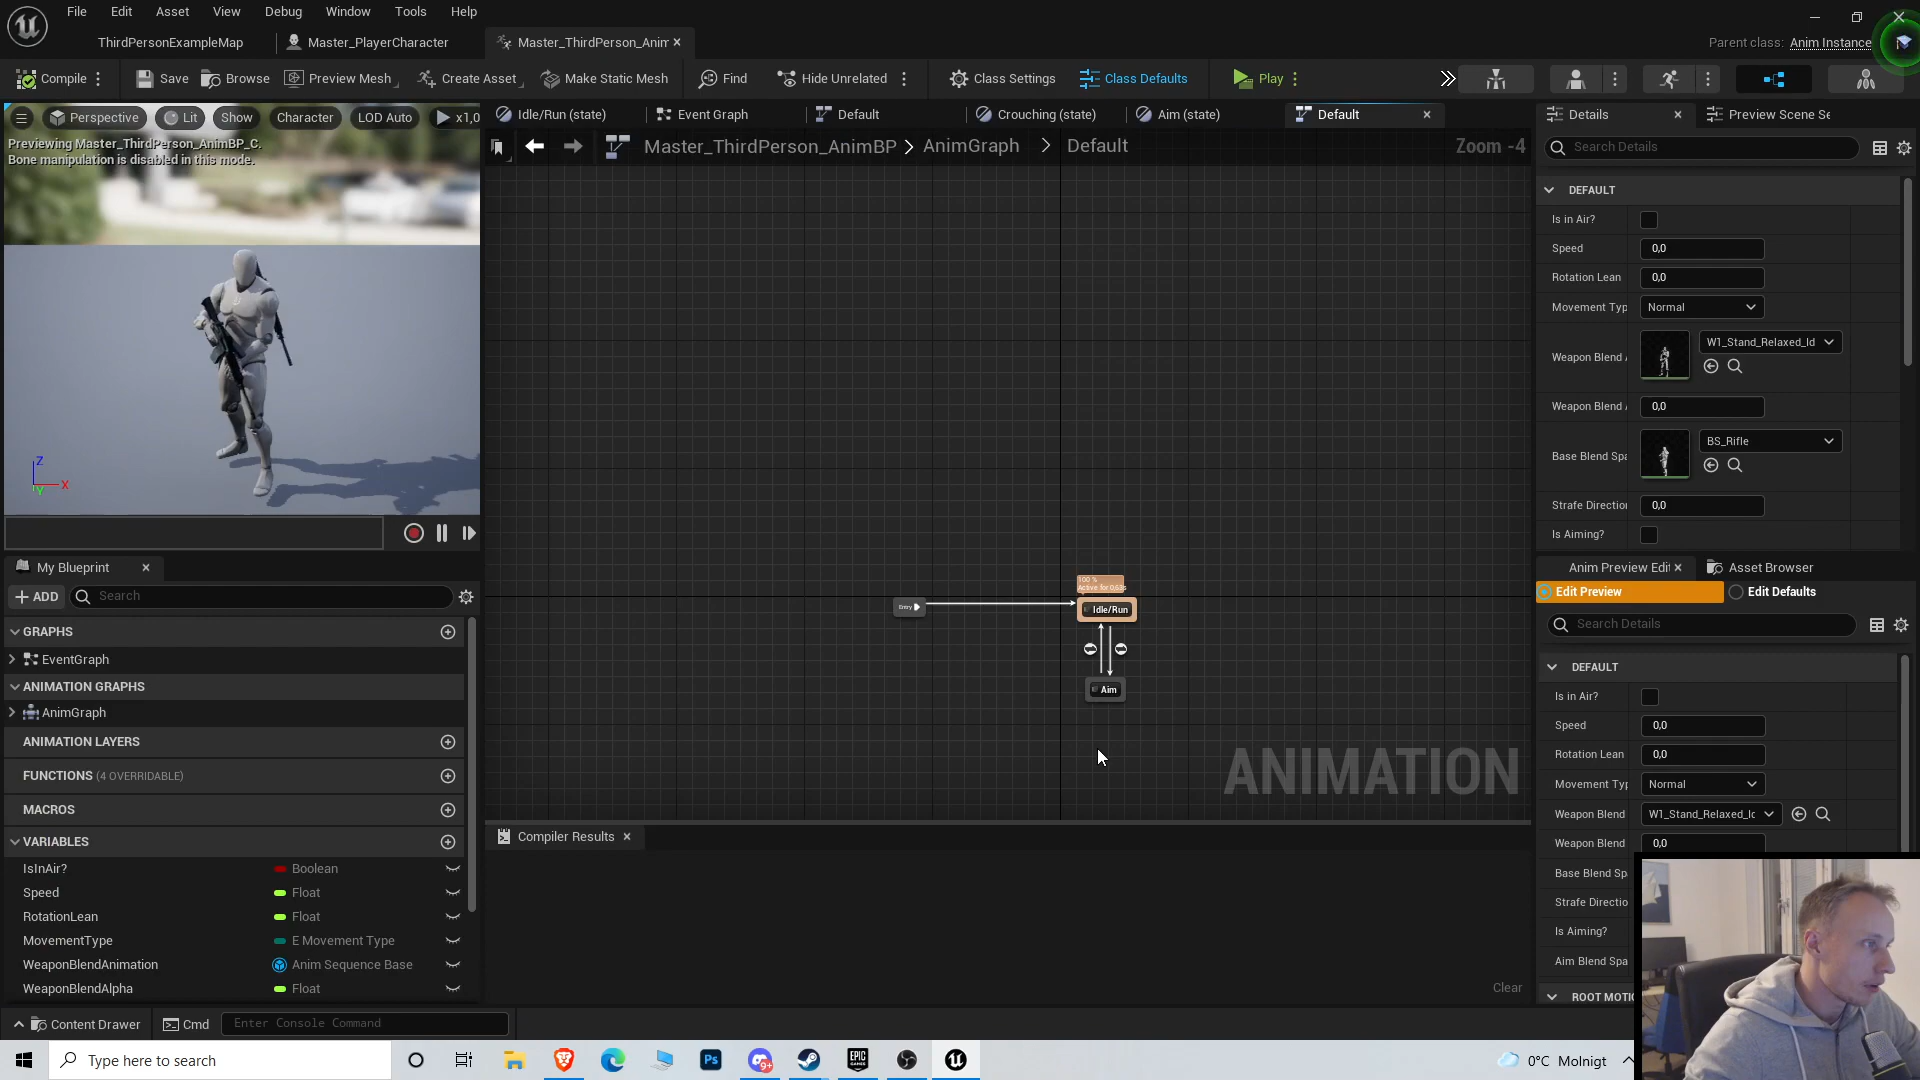 File Edit Asset View Debug Window Tools Help
ThirdPersonExampleMap Master_PlayerCharacter Master_ThirdPerson_Anim
Parent class: Anim Instance
Compile Save Browse Preview Mesh Create Asset Make Static Mesh Find Hide Unrelated Class Settings Class Defaults Play
Perspective Lit Show Character LOD Auto x1,0
Previewing Master_ThirdPerson_AnimBP_C.
Bone manipulation is disabled in this mode.
Z
X
Y
Idle/Run (state) Event Graph Default Crouching (state) Aim (state) Default
Master_ThirdPerson_AnimBP > AnimGraph > Default
Zoom -4
Entry
100 %
Idle/Run
Aim
ANIMATION
Compiler Results
Clear
My Blueprint
ADD Search
GRAPHS
EventGraph
ANIMATION GRAPHS
AnimGraph
ANIMATION LAYERS
FUNCTIONS (4 OVERRIDABLE)
MACROS
VARIABLES
IsInAir? Boolean
Speed Float
RotationLean Float
MovementType E Movement Type
WeaponBlendAnimation Anim Sequence Base
WeaponBlendAlpha Float
Details Preview Scene Se
Search Details
DEFAULT
Is in Air?
Speed 0,0
Rotation Lean 0,0
Movement Typ Normal
Weapon Blend W1_Stand_Relaxed_Id
Weapon Blend 0,0
Base Blend Spa BS_Rifle
Strafe Direction 0,0
Is Aiming?
Anim Preview Edit Asset Browser
Edit Preview Edit Defaults
Search Details
DEFAULT
Is in Air?
Speed 0,0
Rotation Lean 0,0
Movement Typ Normal
Weapon Blend W1_Stand_Relaxed_Id
Weapon Blend 0,0
Base Blend Sp
Strafe Directio
Is Aiming?
Aim Blend Spa
ROOT MOTI
Content Drawer Cmd Enter Console Command
Type here to search
Ps
9+
EPIC GAMES
0°C Molnigt